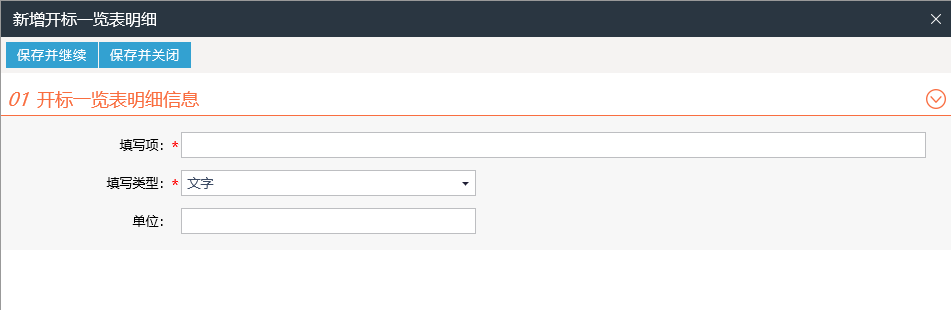 新增开标一览表明细
保存并继续 保存并关闭
01 开标一览表明细信息
填写项: *
填写类型: * 文字
单位: